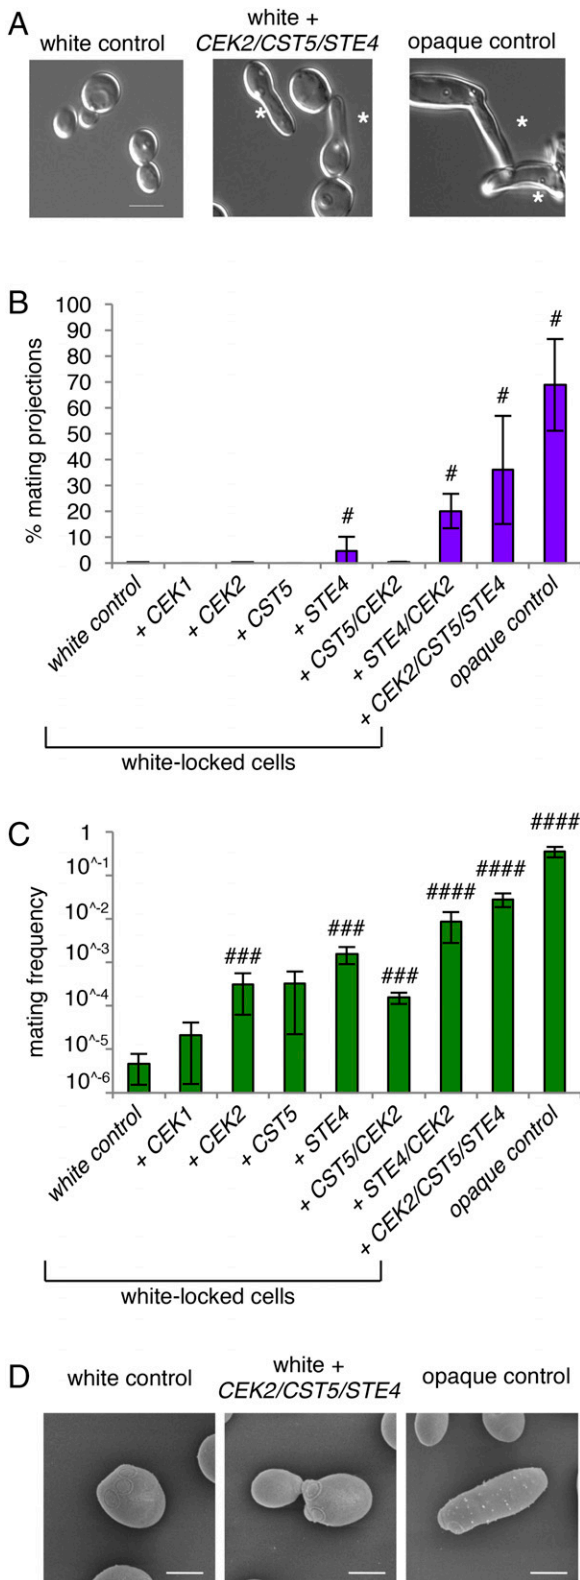 A
white control
white +
CEK2/CST5/STE4
opaque control
*
*
*
*
B
% mating projections
100
90
80
70
60
50
40
30
20
10
0
#
#
#
#
white control
+ CEK1
+ CEK2
+ CST5
+ STE4
+ CST5/CEK2
+ STE4/CEK2
+ CEK2/CST5/STE4
opaque control
white-locked cells
C
mating frequency
1
10^-1
10^-2
10^-3
10^-4
10^-5
10^-6
###
###
###
####
####
####
white control
+ CEK1
+ CEK2
+ CST5
+ STE4
+ CST5/CEK2
+ STE4/CEK2
+ CEK2/CST5/STE4
opaque control
white-locked cells
D
white control
white +
CEK2/CST5/STE4
opaque control